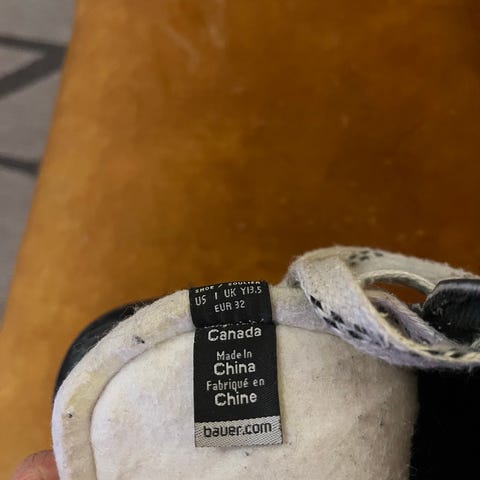 SHOE / SOULIER
US 1 UK Y13.5
EUR 32
Canada
Made In
China
Fabriqué en
Chine
bauer.com